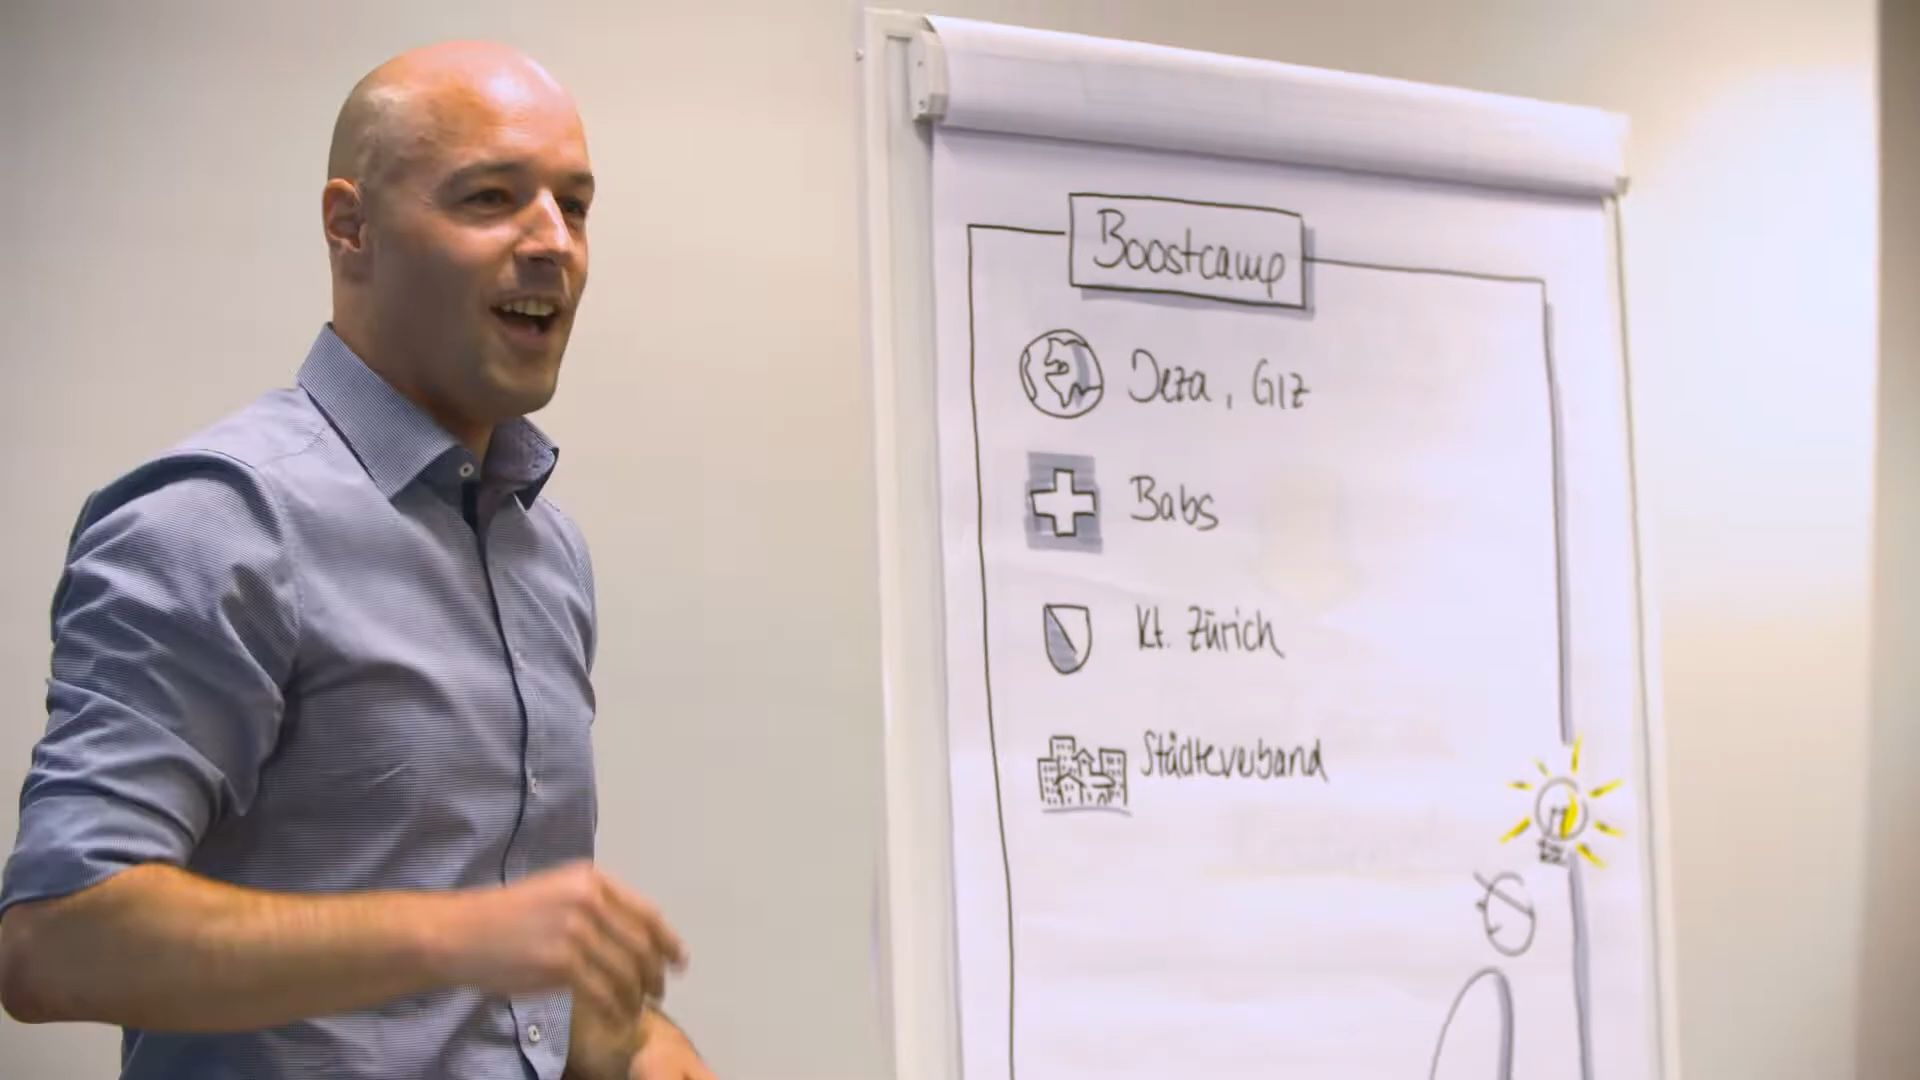 Boostcamp
Deza, GIZ
Babs
Kt. Zürich
Städteverband